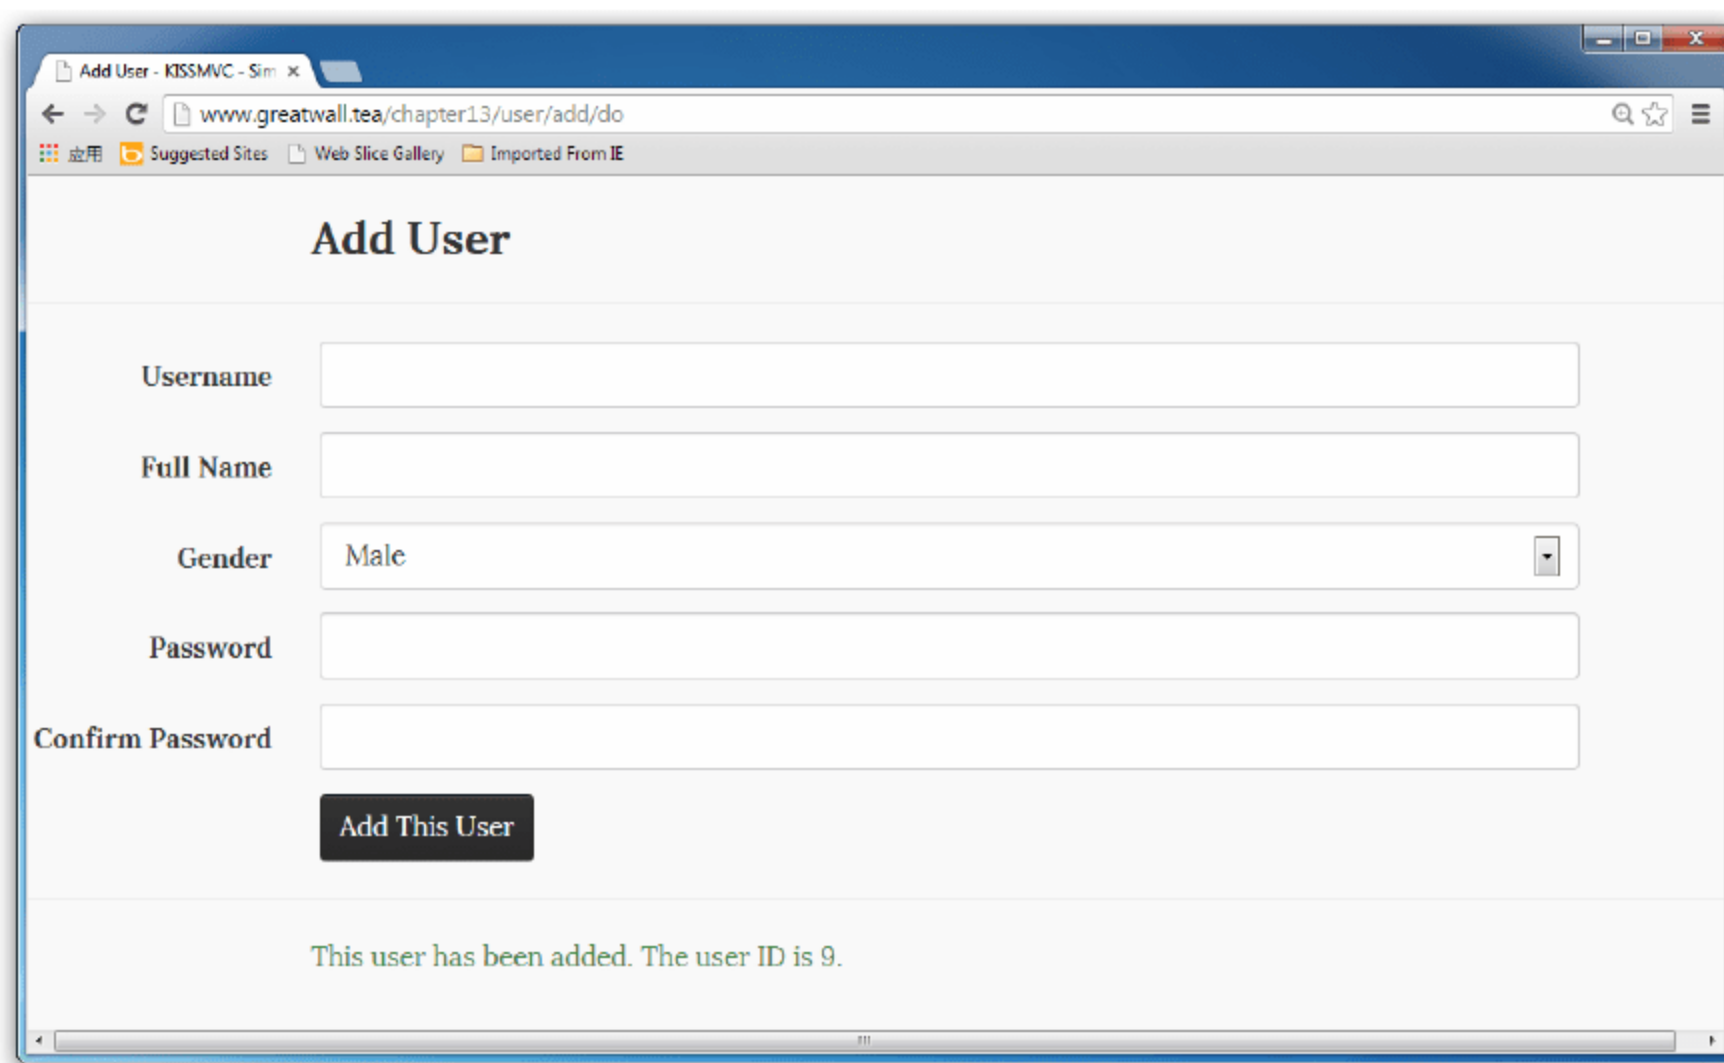 Add User - KISSMVC - Sim
www.greatwall.tea/chapter13/user/add/do
应用 Suggested Sites Web Slice Gallery Imported From IE
Add User
Username
Full Name
Gender Male
Password
Confirm Password
Add This User
This user has been added. The user ID is 9.